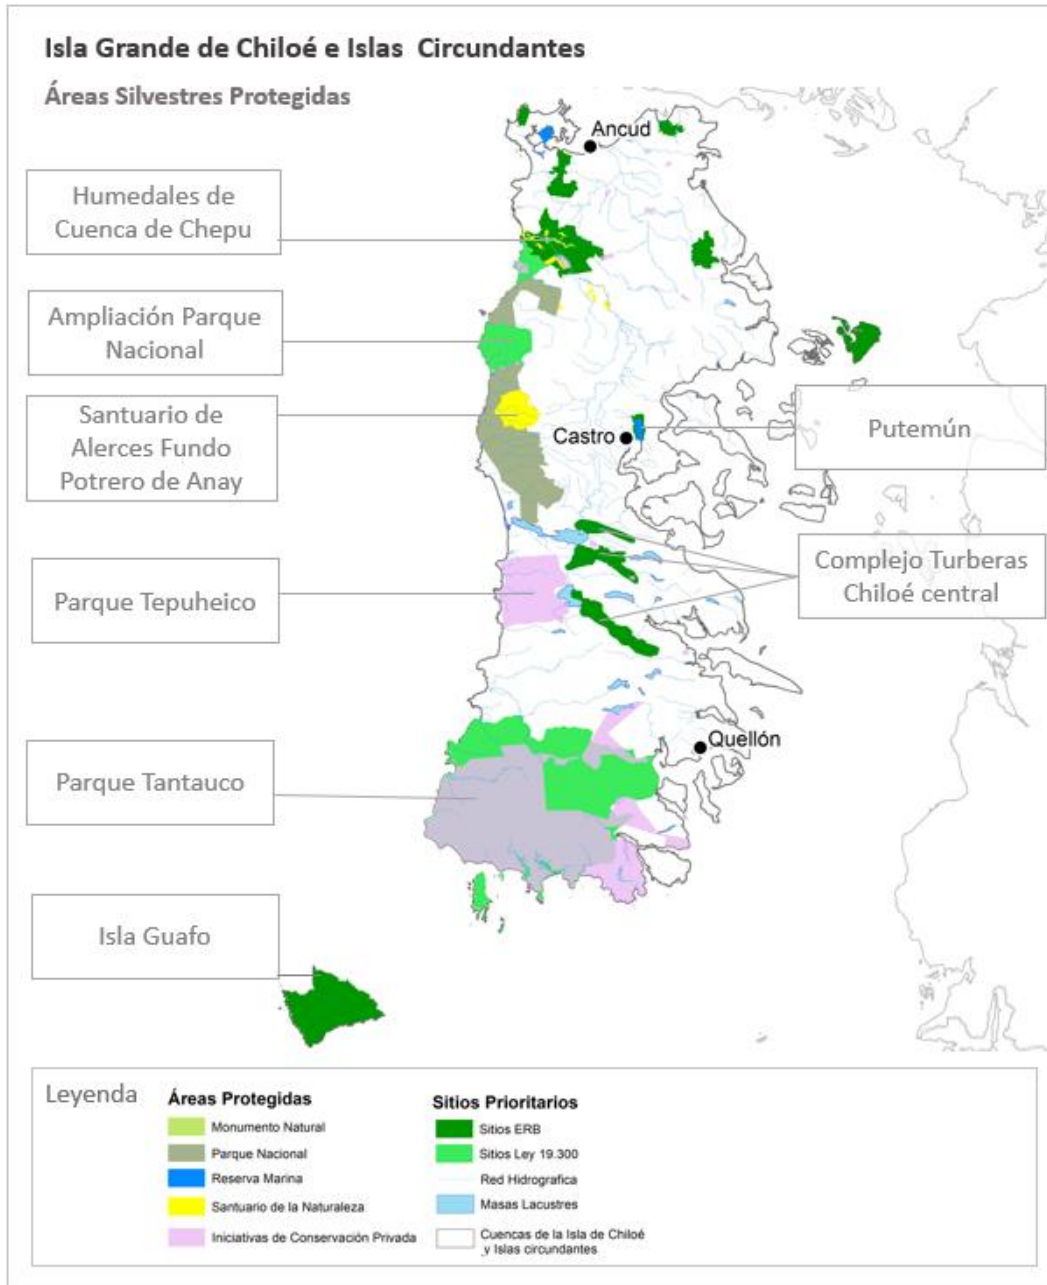 Isla Grande de Chiloé e Islas Circundantes
Áreas Silvestres Protegidas
Ancud
Humedales de
Cuenca de Chepu
Ampliación Parque
Nacional
Santuario de
Alerces Fundo
Potrero de Anay
Castro
Putemún
Complejo Turberas
Chiloé central
Parque Tepuheico
Quellón
Parque Tantauco
Isla Guafo
Leyenda
Áreas Protegidas
Monumento Natural
Parque Nacional
Reserva Marina
Santuario de la Naturaleza
Iniciativas de Conservación Privada
Sitios Prioritarios
Sitios ERB
Sitios Ley 19.300
Red Hidrografica
Masas Lacustres
Cuencas de la Isla de Chiloé
y Islas circundantes